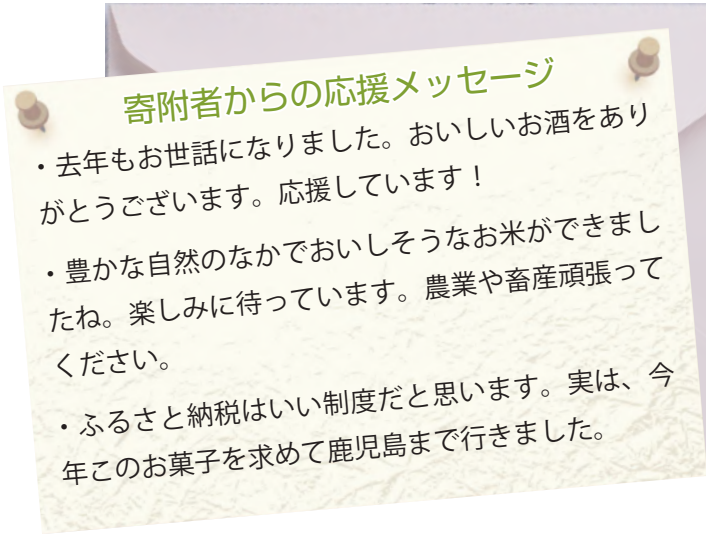 寄附者からの応援メッセージ
・去年もお世話になりました。おいしいお酒をあり
がとうございます。応援しています！
・豊かな自然のなかでおいしそうなお米ができまし
たね。楽しみに待っています。農業や畜産頑張って
ください。
・ふるさと納税はいい制度だと思います。実は、今
年このお菓子を求めて鹿児島まで行きました。